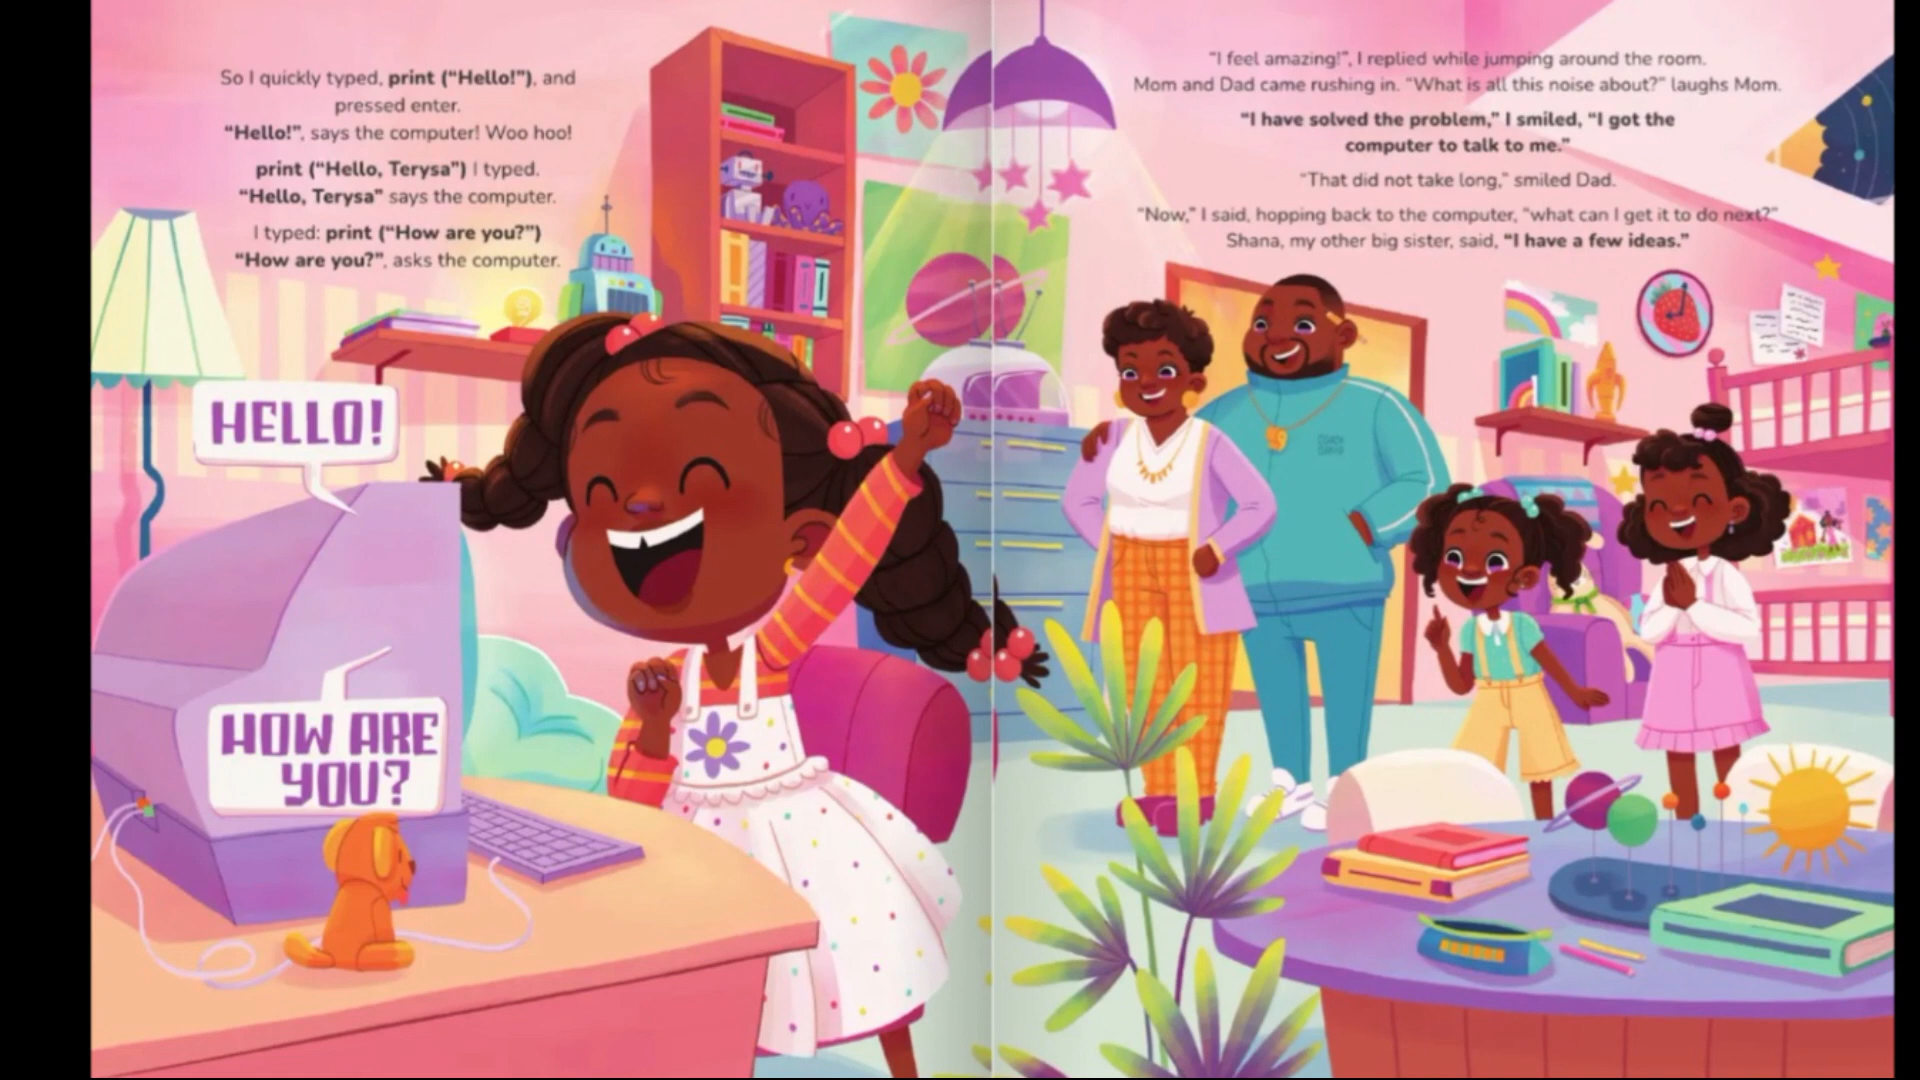 So I quickly typed, print (“Hello!”), and
pressed enter.
“Hello!”, says the computer! Woo hoo!
print (“Hello, Terysa”) I typed.
“Hello, Terysa” says the computer.
I typed: print (“How are you?”)
“How are you?”, asks the computer.
HELLO!
HOW ARE
YOU?
“I feel amazing!”, I replied while jumping around the room.
Mom and Dad came rushing in. “What is all this noise about?” laughs Mom.
“I have solved the problem,” I smiled, “I got the
computer to talk to me.”
“That did not take long,” smiled Dad.
“Now,” I said, hopping back to the computer, “what can I get it to do next?”
Shana, my other big sister, said, “I have a few ideas.”
COACH